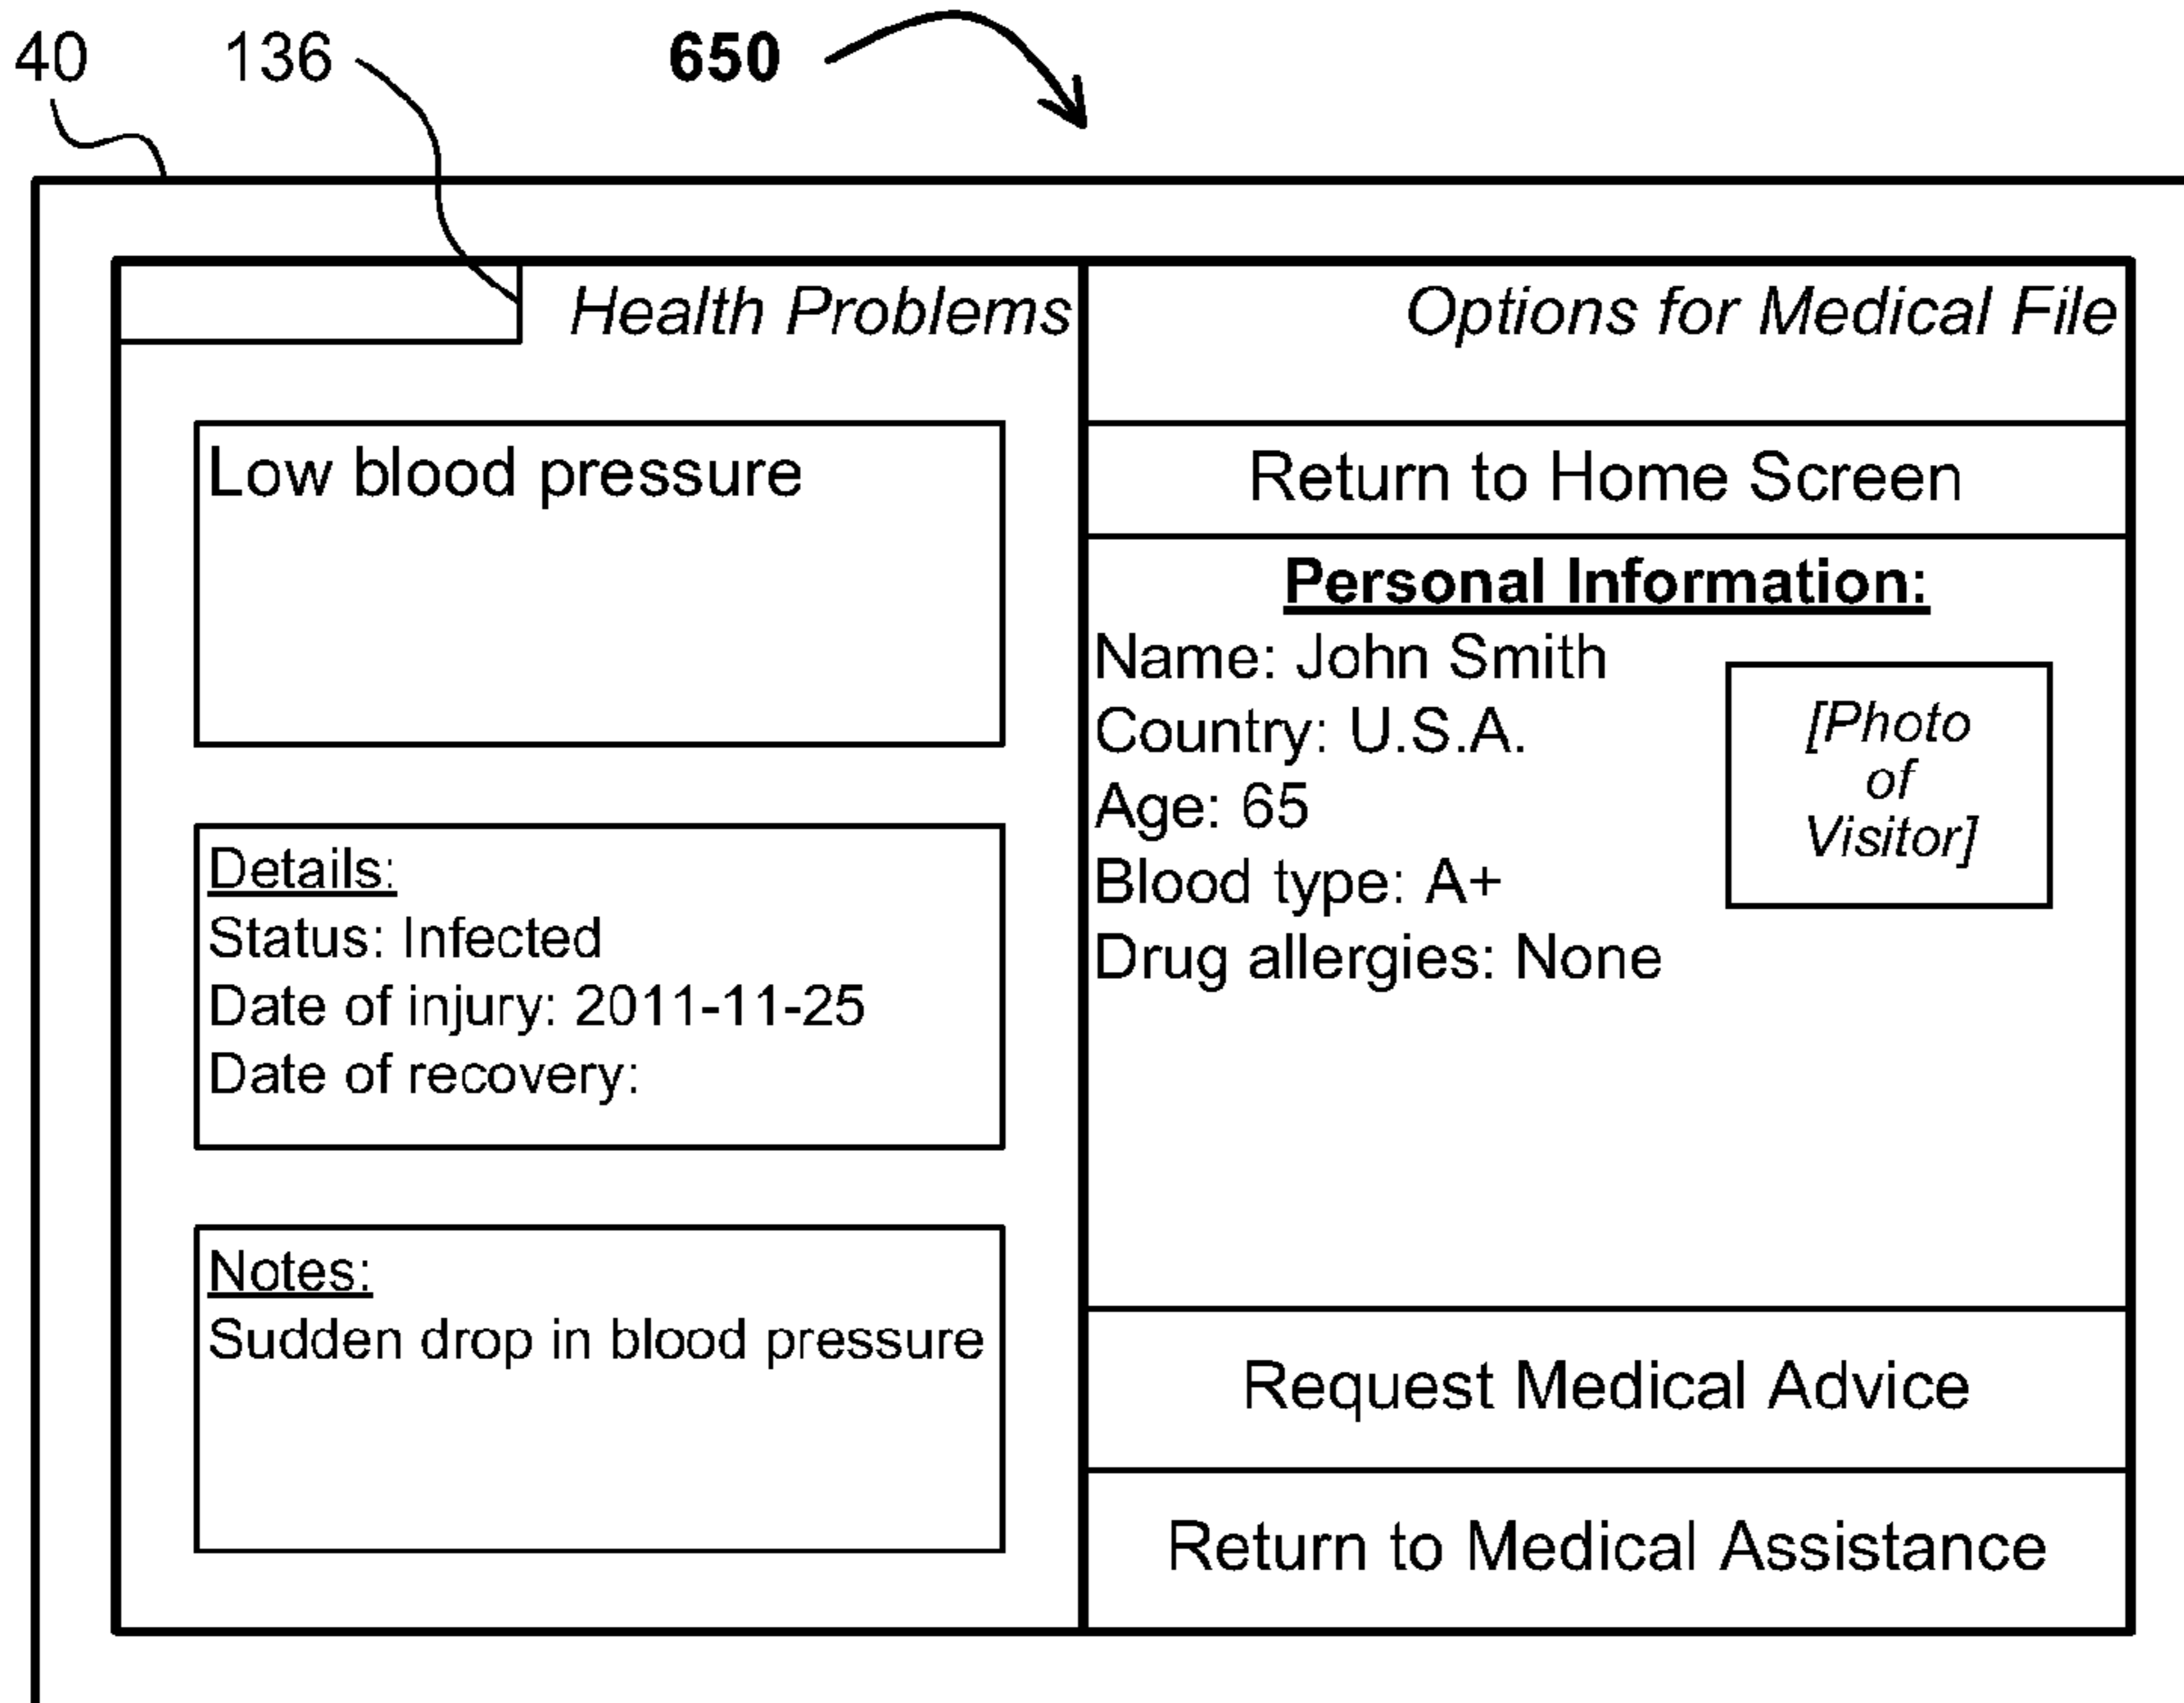 40
136
650
Health Problems
Options for Medical File
Low blood pressure
Details:
Status: Infected
Date of injury: 2011-11-25
Date of recovery:
Notes:
Sudden drop in blood pressure
Return to Home Screen
Personal Information:
Name: John Smith
Country: U.S.A.
Age: 65
Blood type: A+
Drug allergies: None
[Photo
of
Visitor]
Request Medical Advice
Return to Medical Assistance